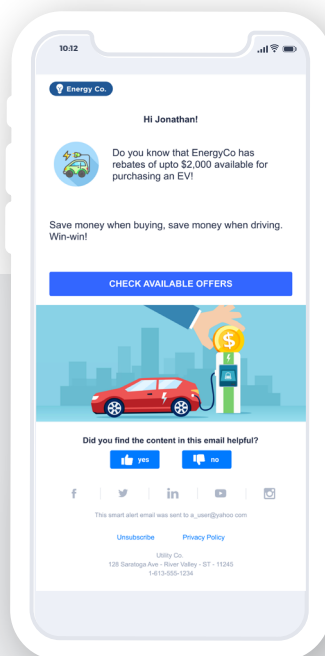 10:12
Energy Co.
Hi Jonathan!
Do you know that EnergyCo has
rebates of upto $2,000 available for
purchasing an EV!
Save money when buying, save money when driving.
Win-win!
CHECK AVAILABLE OFFERS
$
Did you find the content in this email helpful?
yes no
This smart alert email was sent to a_user@yahoo.com
Unsubscribe Privacy Policy
Utility Co.
128 Saratoga Ave - River Valley - ST - 11245
1-613-555-1234